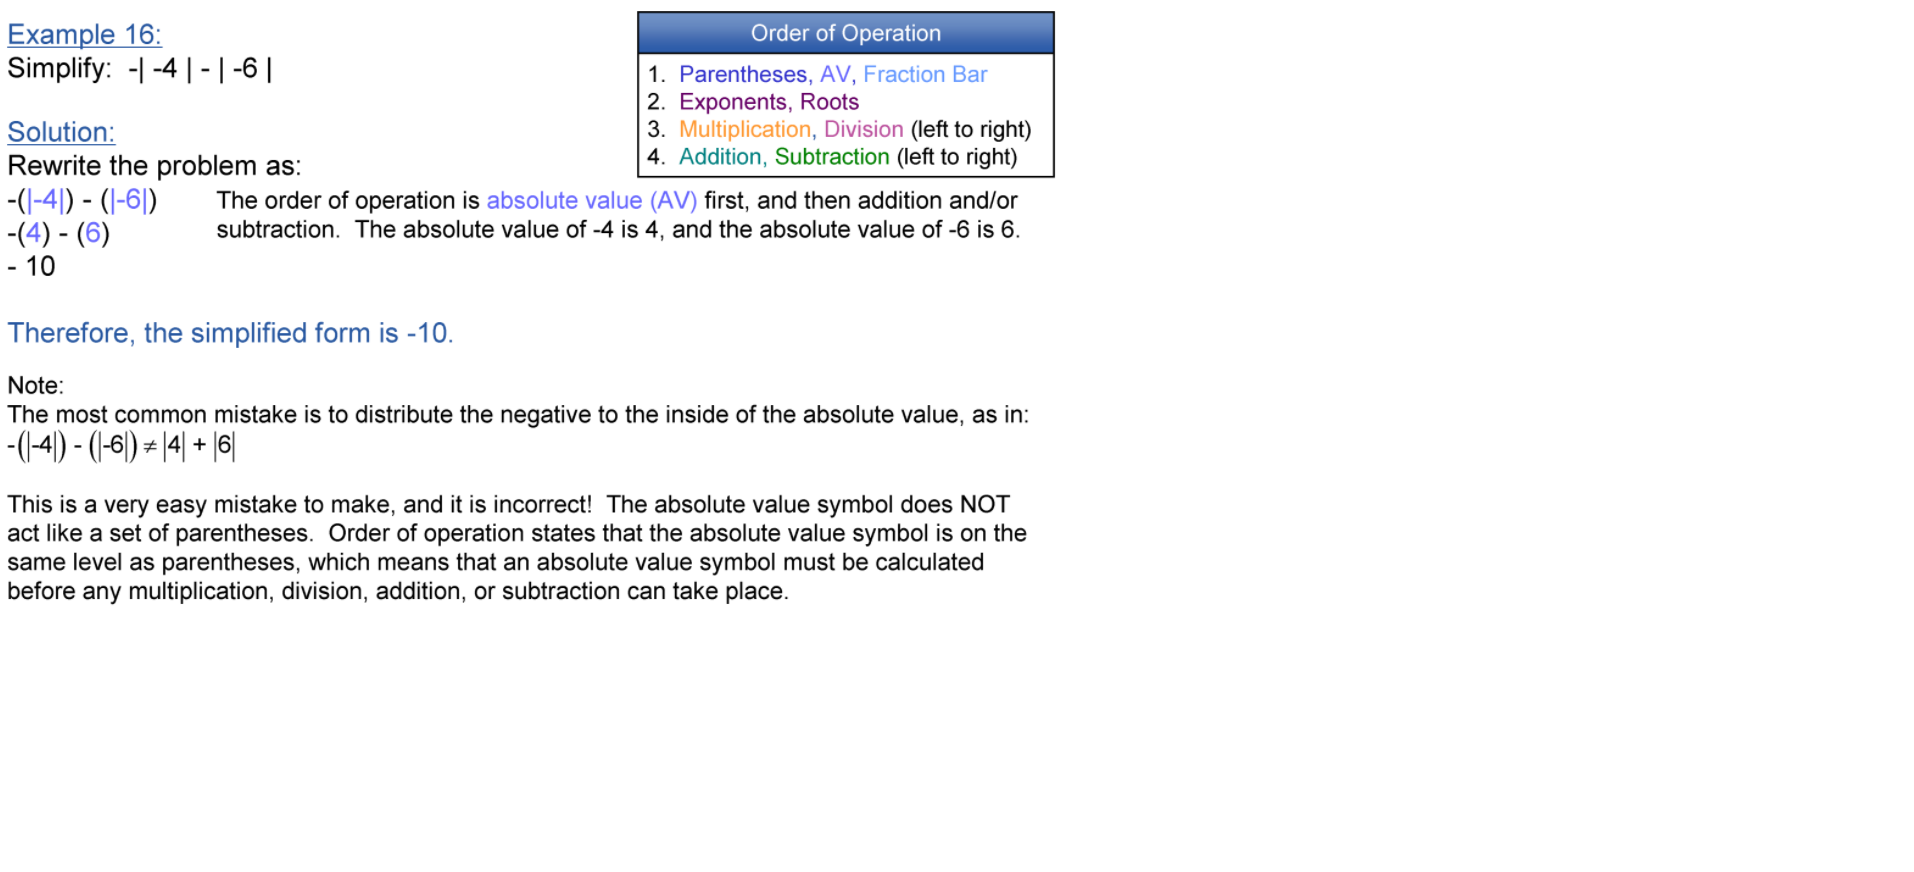 Example 16:
Simplify: -| -4 | - | -6 |
Order of Operation
1. Parentheses, AV, Fraction Bar
2. Exponents, Roots
3. Multiplication, Division (left to right)
4. Addition, Subtraction (left to right)
Solution:
Rewrite the problem as:
-(|-4|) - (|-6|)
-(4) - (6)
- 10
The order of operation is absolute value (AV) first, and then addition and/or
subtraction. The absolute value of -4 is 4, and the absolute value of -6 is 6.
Therefore, the simplified form is -10.
Note:
The most common mistake is to distribute the negative to the inside of the absolute value, as in:
-(|-4|) - (|-6|) ≠ |4| + |6|
This is a very easy mistake to make, and it is incorrect! The absolute value symbol does NOT
act like a set of parentheses. Order of operation states that the absolute value symbol is on the
same level as parentheses, which means that an absolute value symbol must be calculated
before any multiplication, division, addition, or subtraction can take place.